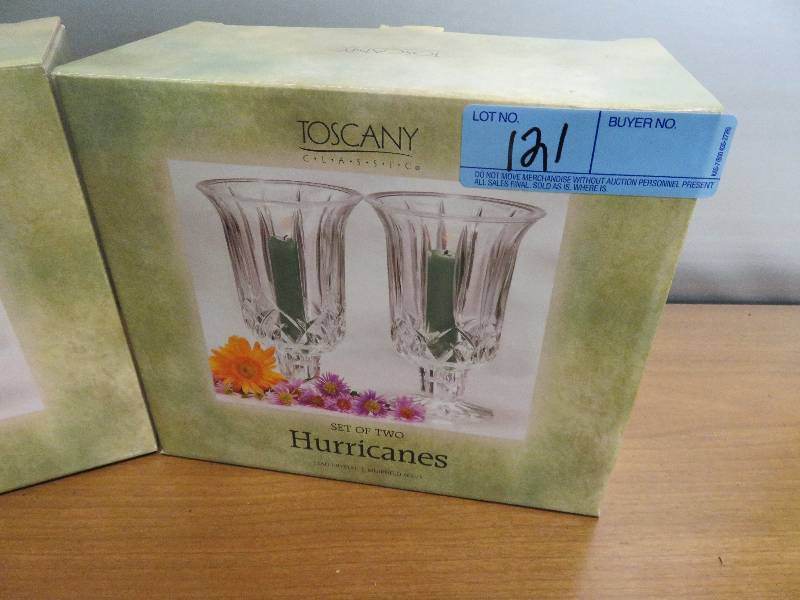 TOSCANY
TOSCANY
C•L•A•S•S•I•C®
LOT NO. 121
BUYER NO.
DO NOT MOVE MERCHANDISE WITHOUT AUCTION PERSONNEL PRESENT
ALL SALES FINAL. SOLD AS IS, WHERE IS
SET OF TWO
Hurricanes